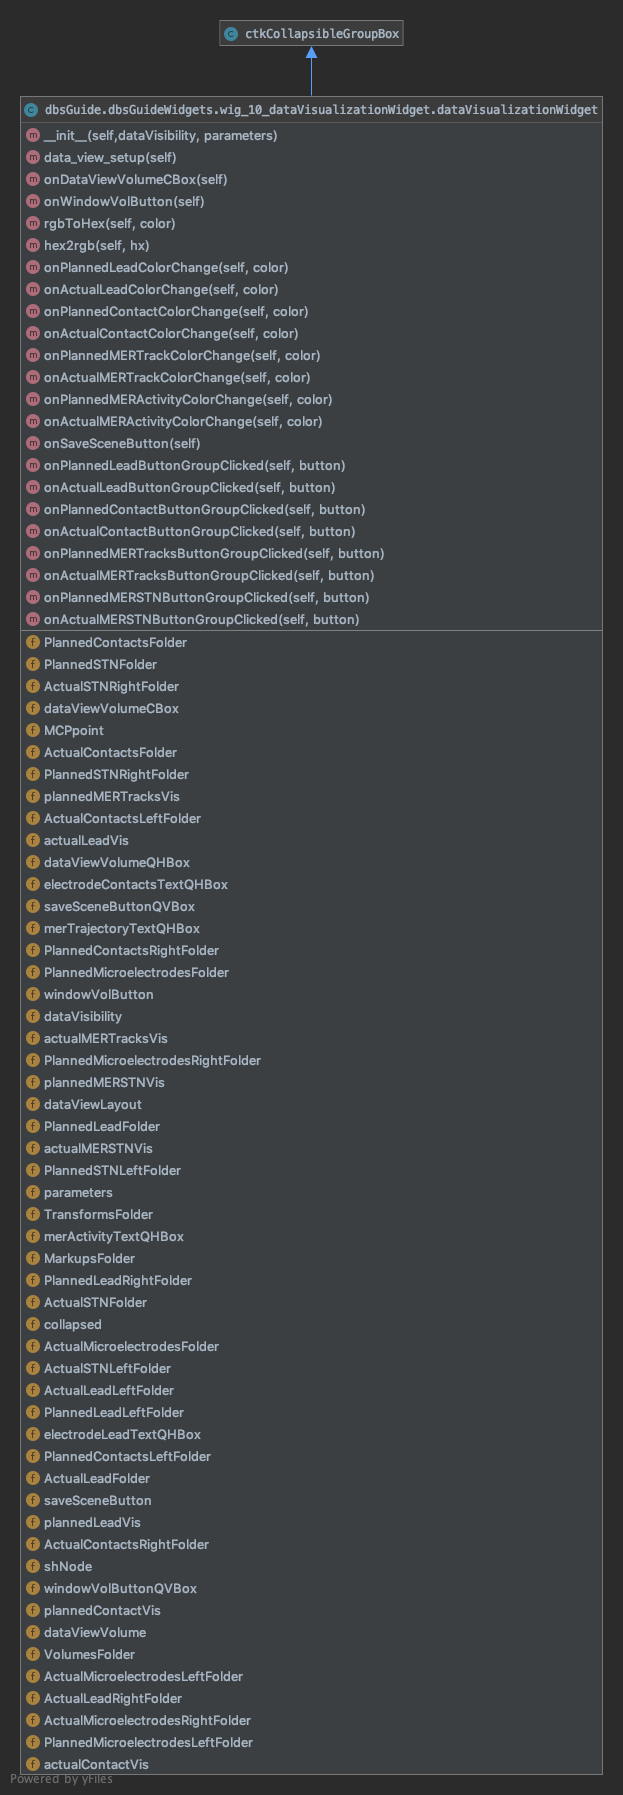 ctkCollapsibleGroupBox
dbsGuide.dbsGuideWidgets.wig_10_dataVisualizationWidget.dataVisualizationWidget
__init__(self,dataVisibility, parameters)
data_view_setup(self)
onDataViewVolumeCBox(self)
onWindowVolButton(self)
rgbToHex(self, color)
hex2rgb(self, hx)
onPlannedLeadColorChange(self, color)
onActualLeadColorChange(self, color)
onPlannedContactColorChange(self, color)
onActualContactColorChange(self, color)
onPlannedMERTrackColorChange(self, color)
onActualMERTrackColorChange(self, color)
onPlannedMERActivityColorChange(self, color)
onActualMERActivityColorChange(self, color)
onSaveSceneButton(self)
onPlannedLeadButtonGroupClicked(self, button)
onActualLeadButtonGroupClicked(self, button)
onPlannedContactButtonGroupClicked(self, button)
onActualContactButtonGroupClicked(self, button)
onPlannedMERTracksButtonGroupClicked(self, button)
onActualMERTracksButtonGroupClicked(self, button)
onPlannedMERSTNButtonGroupClicked(self, button)
onActualMERSTNButtonGroupClicked(self, button)
PlannedContactsFolder
PlannedSTNFolder
ActualSTNRightFolder
dataViewVolumeCBox
MCPpoint
ActualContactsFolder
PlannedSTNRightFolder
plannedMERTracksVis
ActualContactsLeftFolder
actualLeadVis
dataViewVolumeQHBox
electrodeContactsTextQHBox
saveSceneButtonQVBox
merTrajectoryTextQHBox
PlannedContactsRightFolder
PlannedMicroelectrodesFolder
windowVolButton
dataVisibility
actualMERTracksVis
PlannedMicroelectrodesRightFolder
plannedMERSTNVis
dataViewLayout
PlannedLeadFolder
actualMERSTNVis
PlannedSTNLeftFolder
parameters
TransformsFolder
merActivityTextQHBox
MarkupsFolder
PlannedLeadRightFolder
ActualSTNFolder
collapsed
ActualMicroelectrodesFolder
ActualSTNLeftFolder
ActualLeadLeftFolder
PlannedLeadLeftFolder
electrodeLeadTextQHBox
PlannedContactsLeftFolder
ActualLeadFolder
saveSceneButton
plannedLeadVis
ActualContactsRightFolder
shNode
windowVolButtonQVBox
plannedContactVis
dataViewVolume
VolumesFolder
ActualMicroelectrodesLeftFolder
ActualLeadRightFolder
ActualMicroelectrodesRightFolder
PlannedMicroelectrodesLeftFolder
actualContactVis
Powered by yFiles